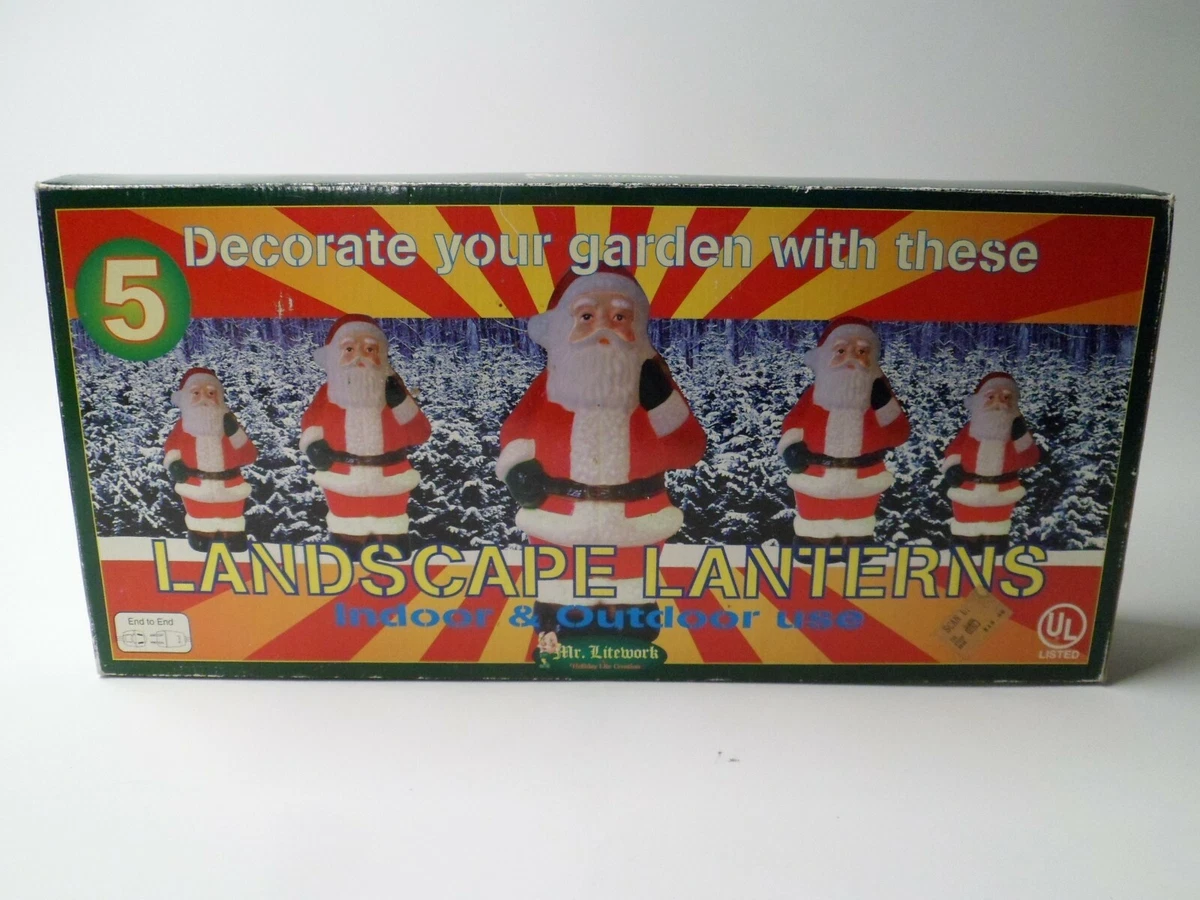 5
Decorate your garden with these
LANDSCAPE LANTERNS
Indoor & Outdoor use
End to End
Mr. Litework
UL
LISTED